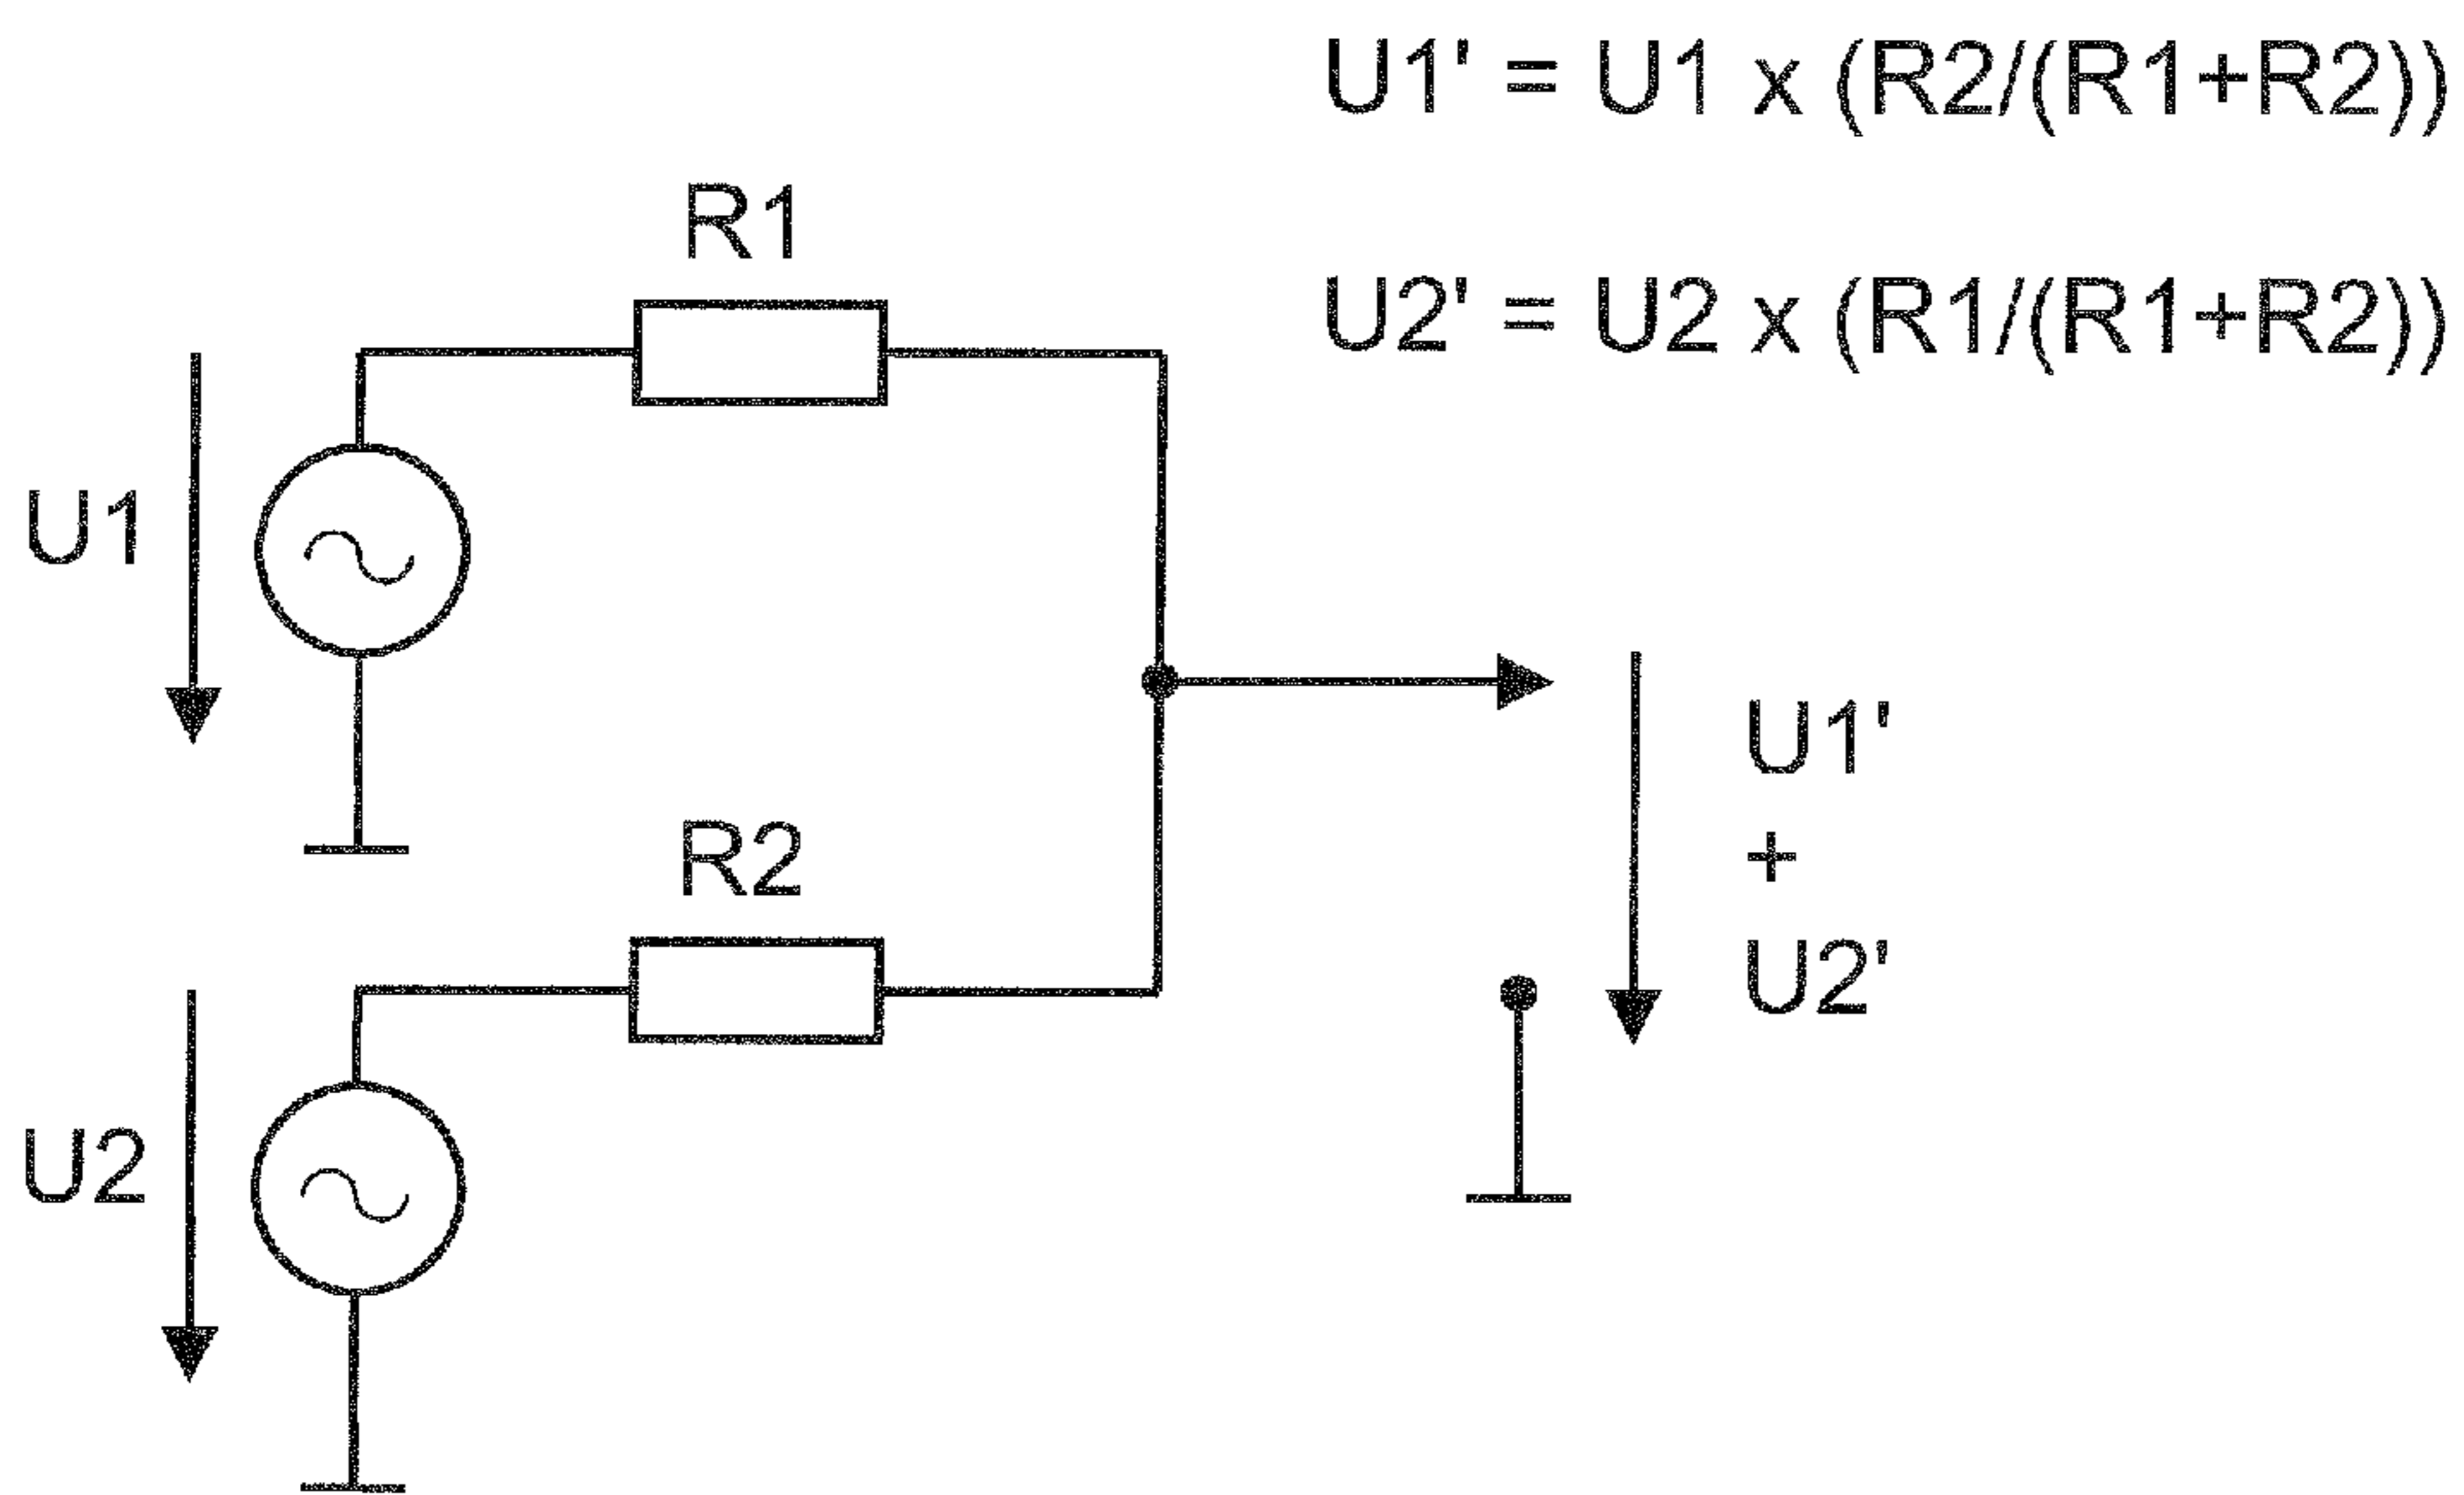 U1' = U1 x (R2/(R1+R2))
U2' = U2 x (R1/(R1+R2))
R1
U1
U1'
+
U2'
R2
U2